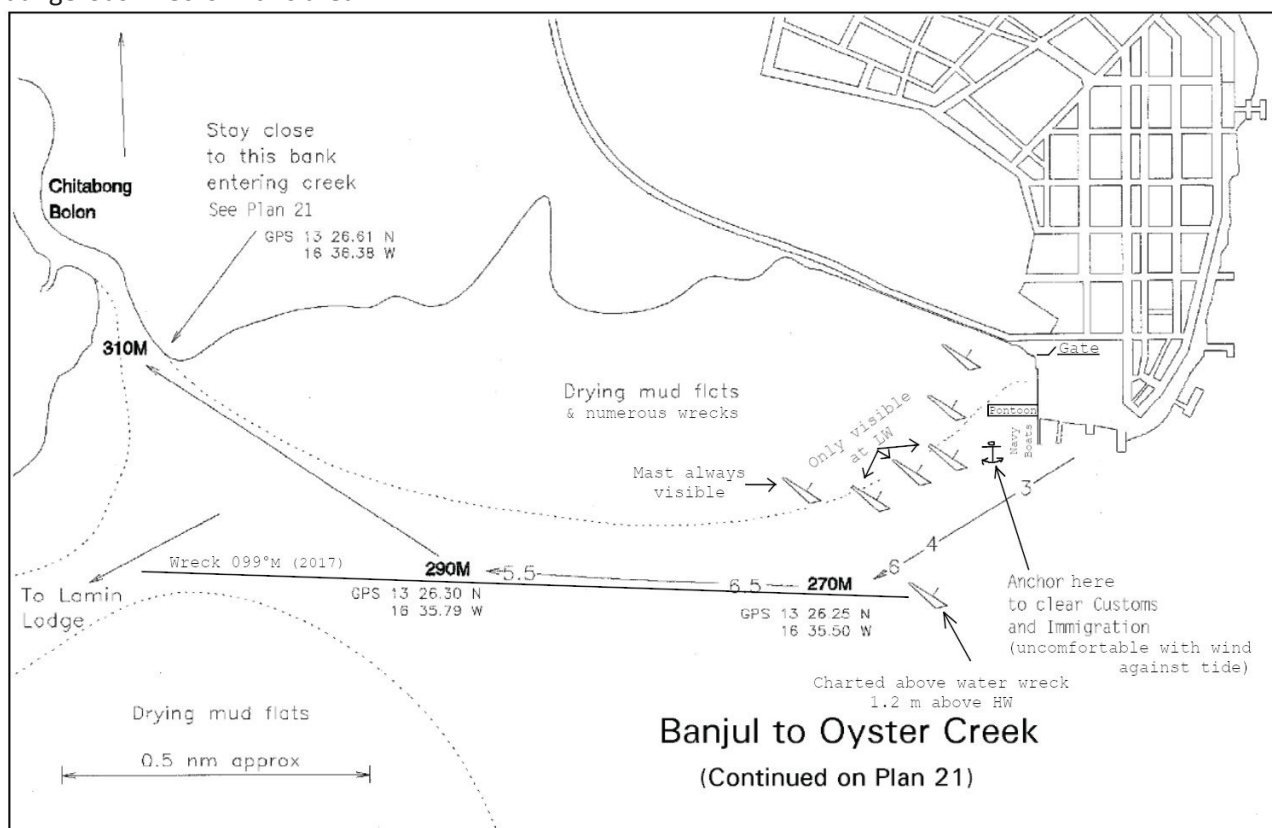 Chitabong
Bolon
Stay close
to this bank
entering creek
See Plan 21
GPS 13 26.61 N
16 36.38 W
310M
Gate
Drying mud flats
& numerous wrecks
Only visible
at LW
Pontoon
Navy
Boats
Mast always
visible
3
4
6
Wreck 099°M (2017)
290M
5.5
6.5
270M
GPS 13 26.30 N
16 35.79 W
GPS 13 26.25 N
16 35.50 W
To Lamin
Lodge
Anchor here
to clear Customs
and Immigration
(uncomfortable with wind
against tide)
Charted above water wreck
1.2 m above HW
Drying mud flats
0.5 nm approx
Banjul to Oyster Creek
(Continued on Plan 21)